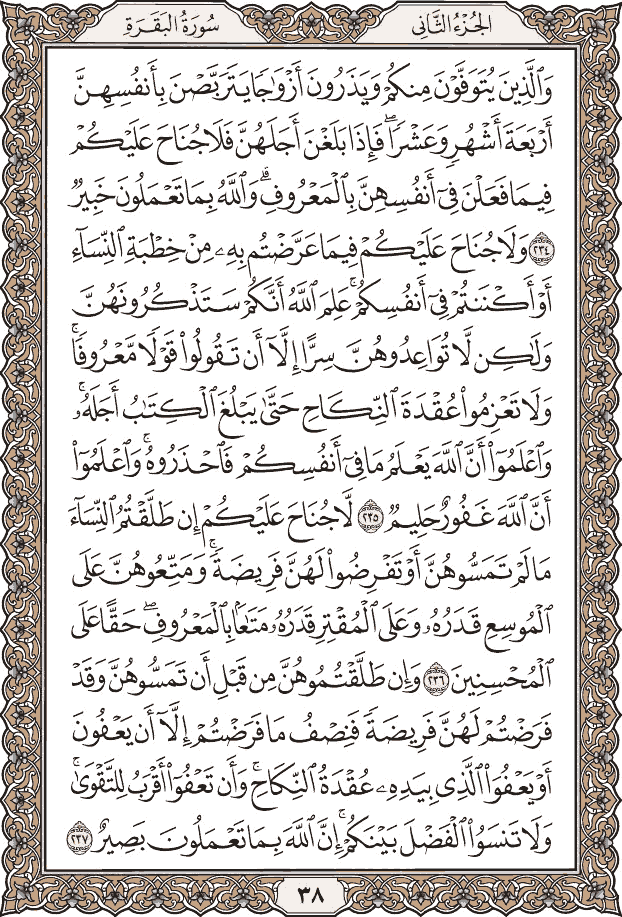 الجُزْءُ الثَّانِي
سُورَةُ البَقَرَةِ
وَٱلَّذِينَ يُتَوَفَّوْنَ مِنكُمْ وَيَذَرُونَ أَزْوَٰجًا يَتَرَبَّصْنَ بِأَنفُسِهِنَّ
أَرْبَعَةَ أَشْهُرٍ وَعَشْرًاۖ فَإِذَا بَلَغْنَ أَجَلَهُنَّ فَلَا جُنَاحَ عَلَيْكُمْ
فِيمَا فَعَلْنَ فِىٓ أَنفُسِهِنَّ بِٱلْمَعْرُوفِۗ وَٱللَّهُ بِمَا تَعْمَلُونَ خَبِيرٌ
٢٣٤ وَلَا جُنَاحَ عَلَيْكُمْ فِيمَا عَرَّضْتُم بِهِۦ مِنْ خِطْبَةِ ٱلنِّسَآءِ
أَوْ أَكْنَنتُمْ فِىٓ أَنفُسِكُمْۚ عَلِمَ ٱللَّهُ أَنَّكُمْ سَتَذْكُرُونَهُنَّ
وَلَٰكِن لَّا تُوَاعِدُوهُنَّ سِرًّا إِلَّآ أَن تَقُولُوا۟ قَوْلًا مَّعْرُوفًاۚ
وَلَا تَعْزِمُوا۟ عُقْدَةَ ٱلنِّكَاحِ حَتَّىٰ يَبْلُغَ ٱلْكِتَٰبُ أَجَلَهُۥۚ
وَٱعْلَمُوٓا۟ أَنَّ ٱللَّهَ يَعْلَمُ مَا فِىٓ أَنفُسِكُمْ فَٱحْذَرُوهُۚ وَٱعْلَمُوٓا۟
أَنَّ ٱللَّهَ غَفُورٌ حَلِيمٌ ٢٣٥ لَّا جُنَاحَ عَلَيْكُمْ إِن طَلَّقْتُمُ ٱلنِّسَآءَ
مَا لَمْ تَمَسُّوهُنَّ أَوْ تَفْرِضُوا۟ لَهُنَّ فَرِيضَةًۚ وَمَتِّعُوهُنَّ عَلَى
ٱلْمُوسِعِ قَدَرُهُۥ وَعَلَى ٱلْمُقْتِرِ قَدَرُهُۥ مَتَٰعًۢا بِٱلْمَعْرُوفِۖ حَقًّا عَلَى
ٱلْمُحْسِنِينَ ٢٣٦ وَإِن طَلَّقْتُمُوهُنَّ مِن قَبْلِ أَن تَمَسُّوهُنَّ وَقَدْ
فَرَضْتُمْ لَهُنَّ فَرِيضَةً فَنِصْفُ مَا فَرَضْتُمْ إِلَّآ أَن يَعْفُونَ
أَوْ يَعْفُوَا۟ ٱلَّذِى بِيَدِهِۦ عُقْدَةُ ٱلنِّكَاحِۚ وَأَن تَعْفُوٓا۟ أَقْرَبُ لِلتَّقْوَىٰۚ
وَلَا تَنسَوُا۟ ٱلْفَضْلَ بَيْنَكُمْۚ إِنَّ ٱللَّهَ بِمَا تَعْمَلُونَ بَصِيرٌ ٢٣٧
٣٨